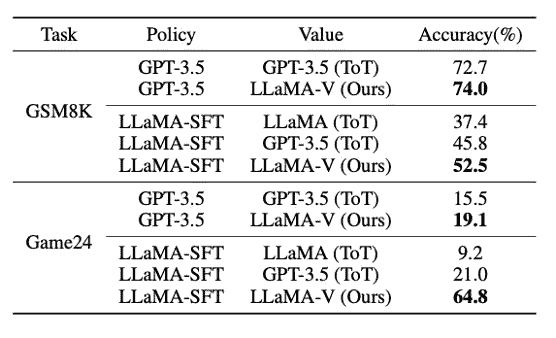 Task Policy Value Accuracy(%)
GSM8K
GPT-3.5 GPT-3.5 (ToT) 72.7
GPT-3.5 LLaMA-V (Ours) 74.0
LLaMA-SFT LLaMA (ToT) 37.4
LLaMA-SFT GPT-3.5 (ToT) 45.8
LLaMA-SFT LLaMA-V (Ours) 52.5
Game24
GPT-3.5 GPT-3.5 (ToT) 15.5
GPT-3.5 LLaMA-V (Ours) 19.1
LLaMA-SFT LLaMA (ToT) 9.2
LLaMA-SFT GPT-3.5 (ToT) 21.0
LLaMA-SFT LLaMA-V (Ours) 64.8